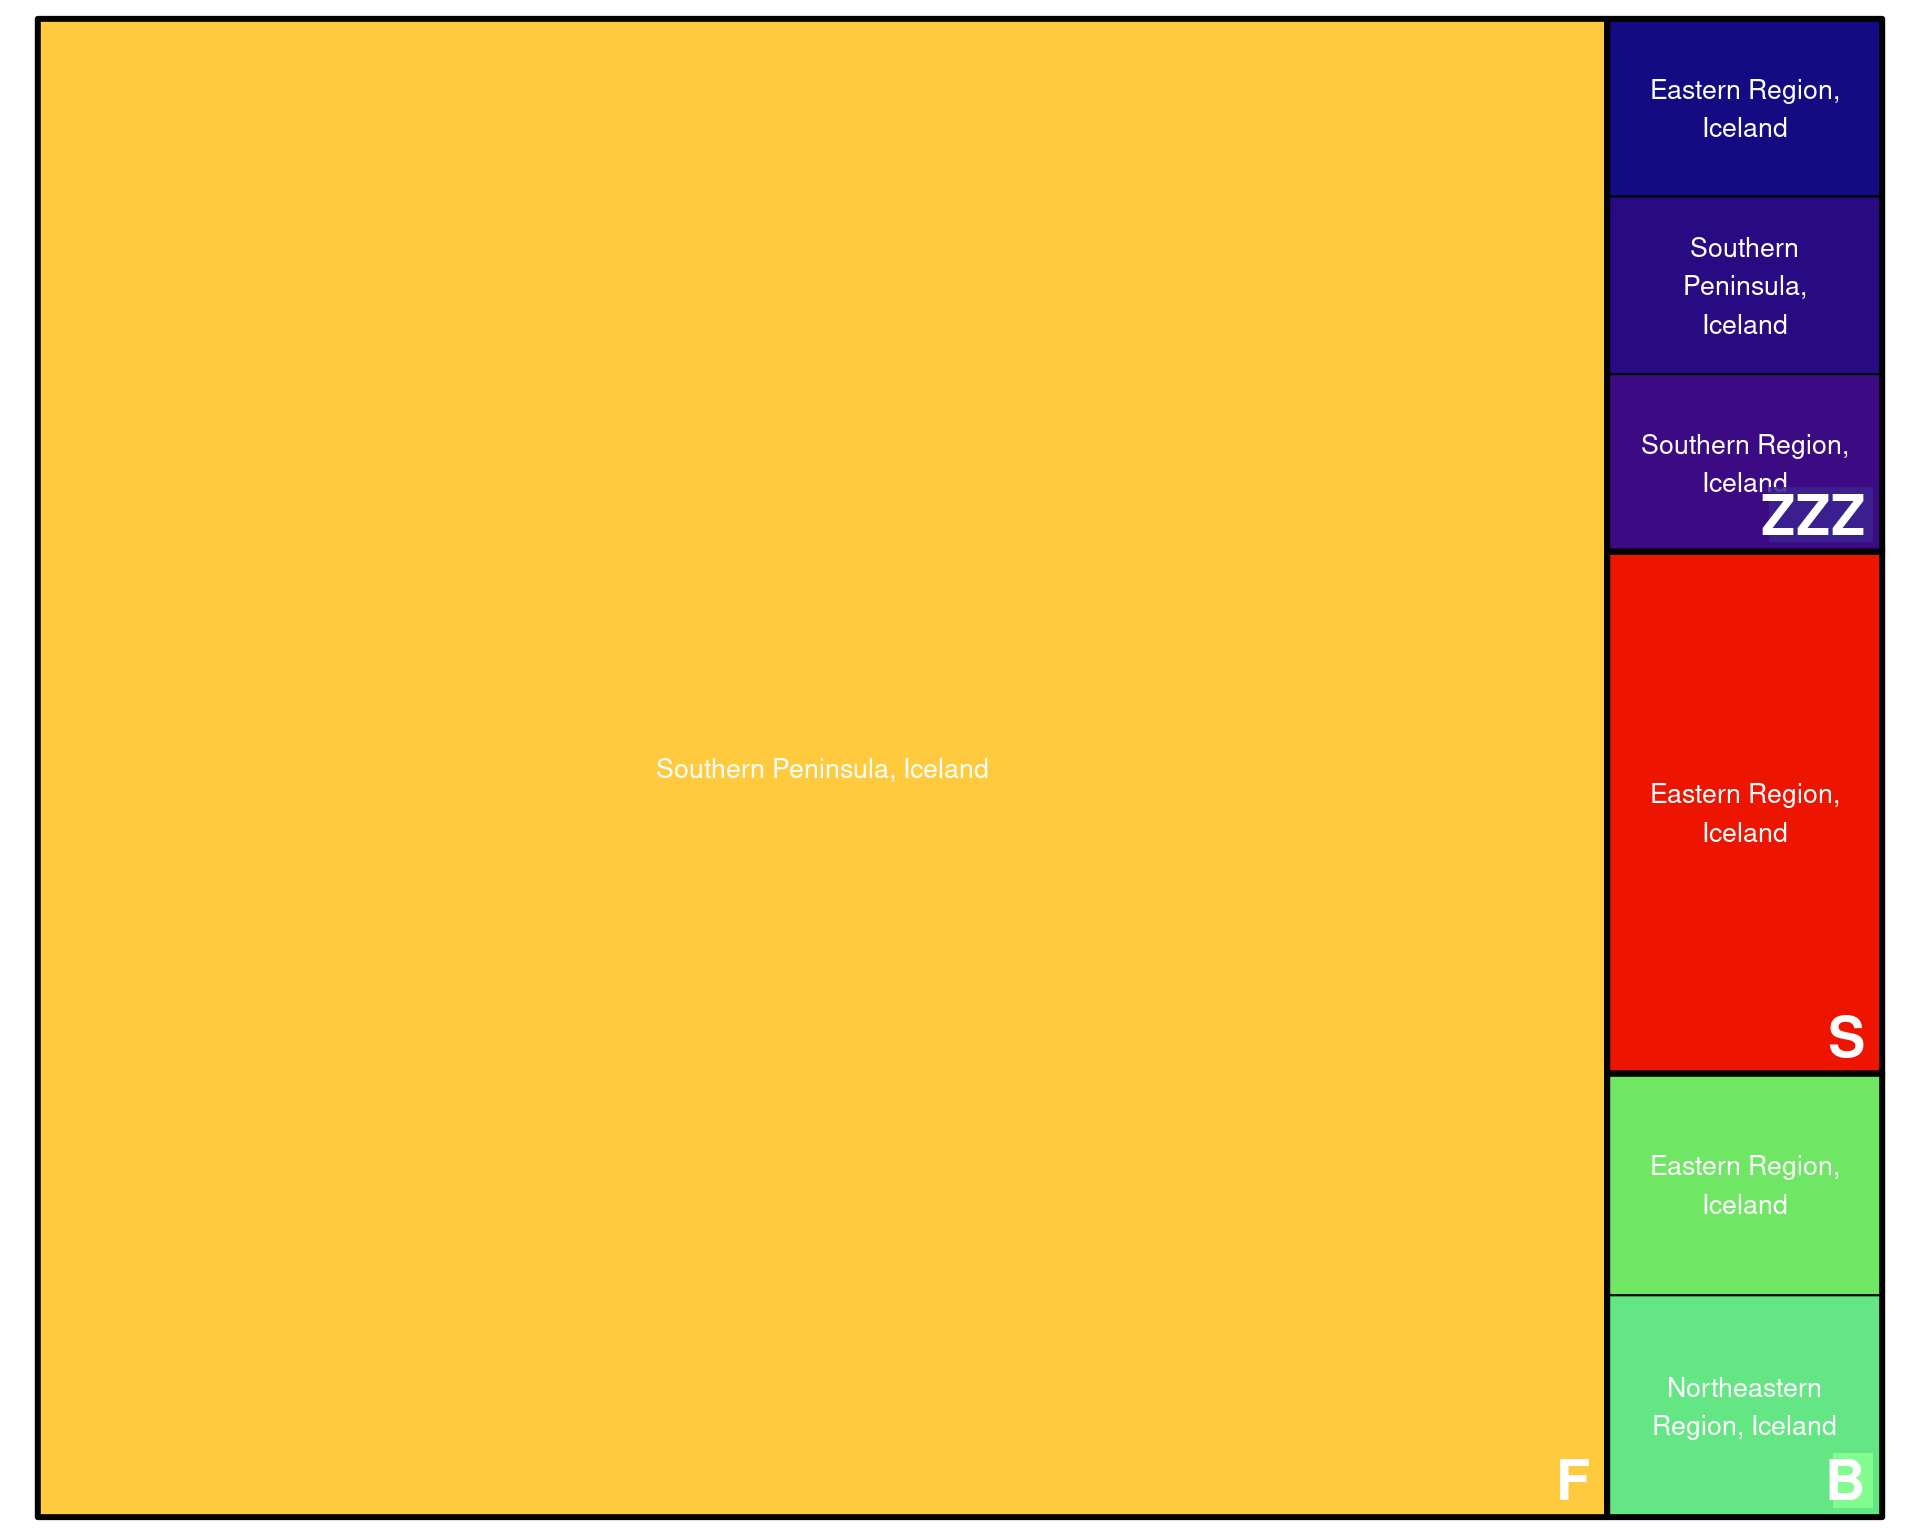 Southern Peninsula, Iceland
F
Eastern Region,
Iceland
Southern
Peninsula,
Iceland
Southern Region,
Iceland
ZZZ
Eastern Region,
Iceland
S
Eastern Region,
Iceland
Northeastern
Region, Iceland
B